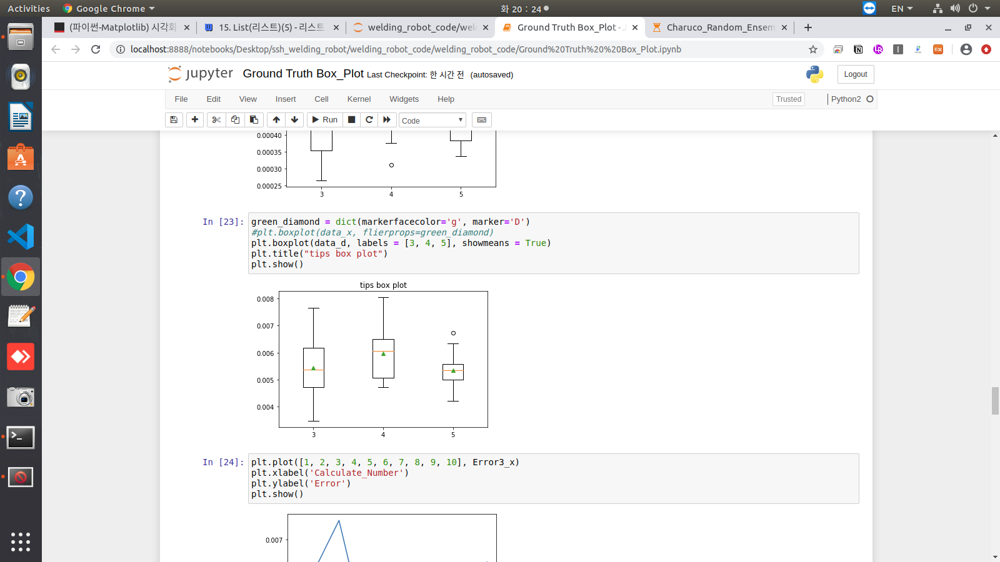 Activities
Google Chrome
화 20 : 24
EN
(파이썬-Matplotlib) 시각화
15. List(리스트)(5) - 리스트
welding_robot_code/wel
Ground Truth Box_Plot - J
Charuco_Random_Ensem
localhost:8888/notebooks/Desktop/ssh_welding_robot/welding_robot_code/welding_robot_code/Ground%20Truth%20%20Box_Plot.ipynb
jupyter
Ground Truth Box_Plot Last Checkpoint: 한 시간 전 (autosaved)
Logout
File Edit View Insert Cell Kernel Widgets Help
Trusted
Python2
Run
Code
0.00040
0.00035
0.00030
0.00025
3 4 5
In [23]:
green_diamond = dict(markerfacecolor='g', marker='D')
#plt.boxplot(data_x, flierprops=green_diamond)
plt.boxplot(data_d, labels = [3, 4, 5], showmeans = True)
plt.title("tips box plot")
plt.show()
tips box plot
0.008
0.007
0.006
0.005
0.004
3 4 5
In [24]:
plt.plot([1, 2, 3, 4, 5, 6, 7, 8, 9, 10], Error3_x)
plt.xlabel('Calculate_Number')
plt.ylabel('Error')
plt.show()
0.007